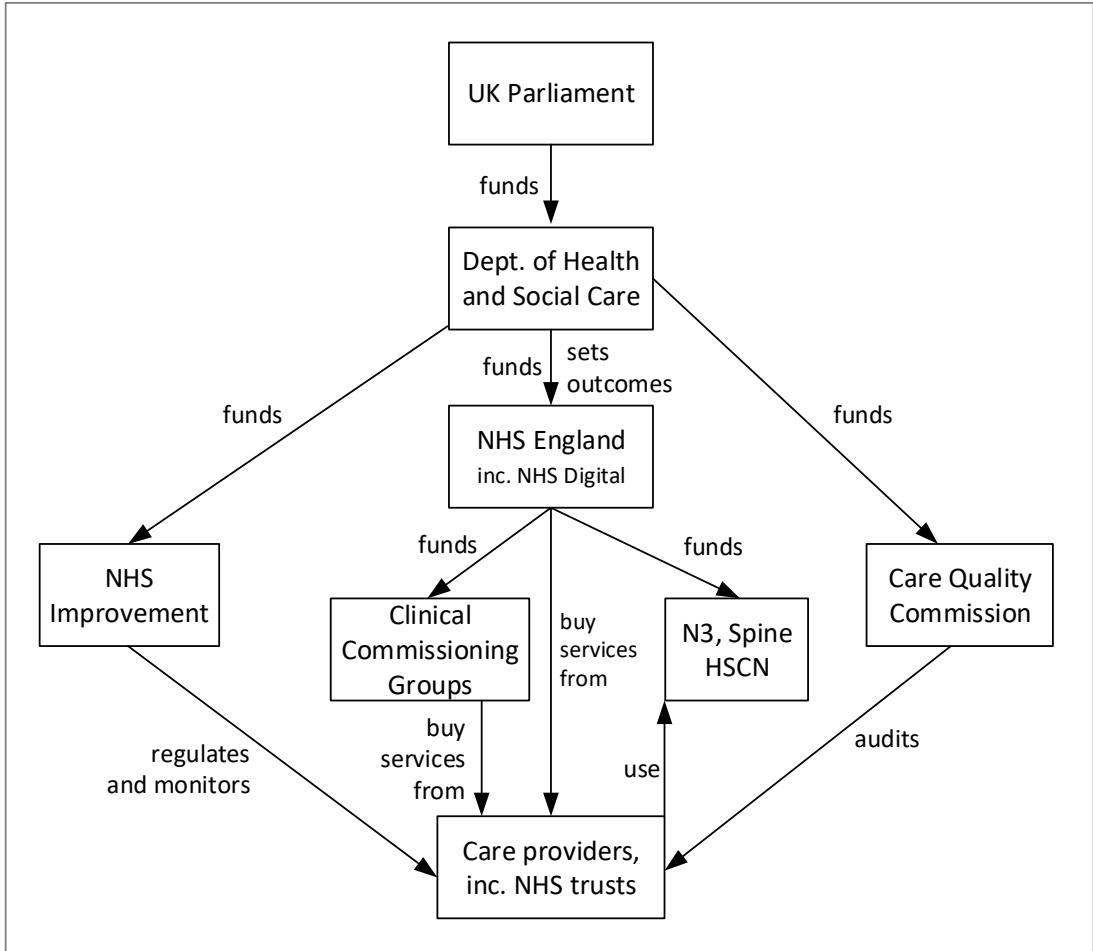 UK Parliament
funds
Dept. of Health
and Social Care
funds
sets
outcomes
funds
funds
NHS England
inc. NHS Digital
funds
funds
NHS
Improvement
Clinical
Commissioning
Groups
buy
services
from
N3, Spine
HSCN
Care Quality
Commission
regulates
and monitors
buy
services
from
use
audits
Care providers,
inc. NHS trusts